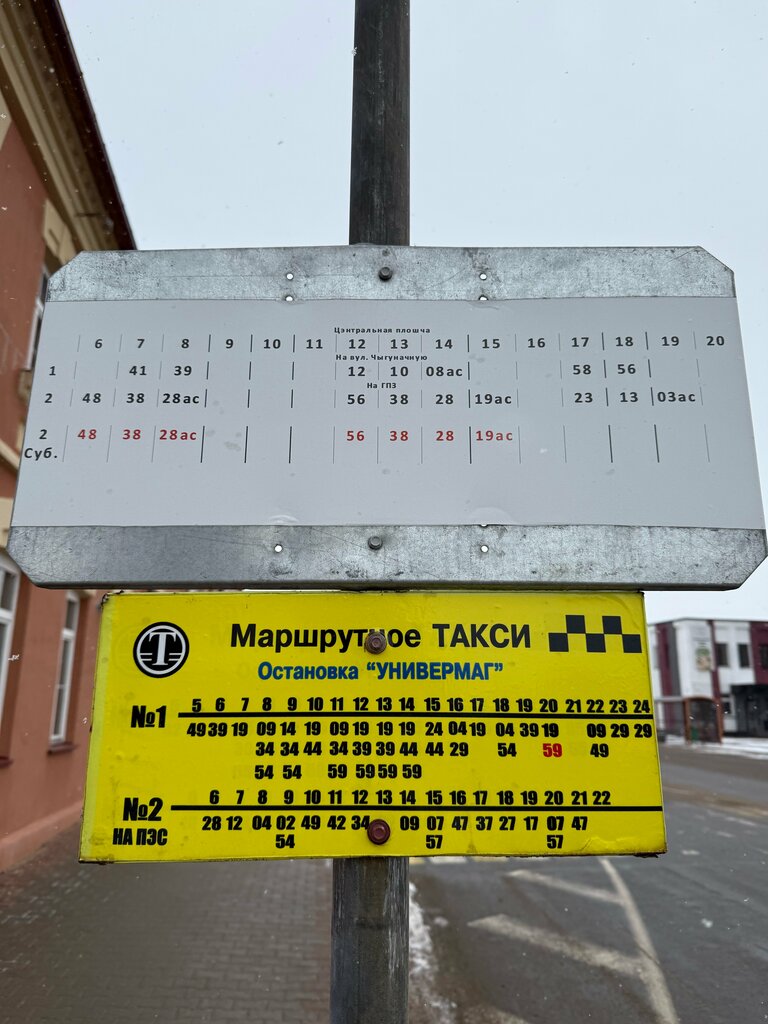 Цэнтральная плошча
6 7 8 9 10 11 12 13 14 15 16 17 18 19 20
На вул. Чыгуначную
1 41 39 12 10 08ас 58 56
На ГПЗ
2 48 38 28ас 56 38 28 19ас 23 13 03ас
2 48 38 28ас 56 38 28 19ас
Суб.
Т Маршрутное ТАКСИ
Остановка "УНИВЕРМАГ"
№1 5 6 7 8 9 10 11 12 13 14 15 16 17 18 19 20 21 22 23 24
49 39 19 09 14 19 09 19 19 19 24 04 19 04 39 19 09 29 29
34 34 44 34 39 39 44 44 29 54 59 49
54 54 59 59 59 59
№2 6 7 8 9 10 11 12 13 14 15 16 17 18 19 20 21 22
НА ПЭС 28 12 04 02 49 42 34 09 07 47 37 27 17 07 47
54 57 57